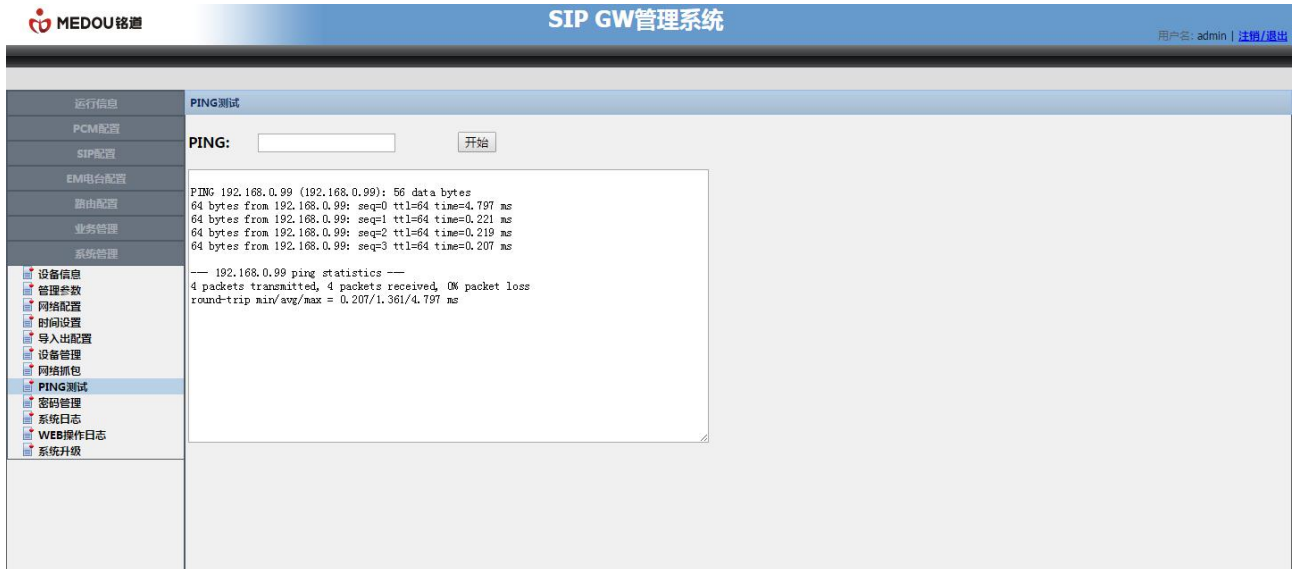 MEDOU铭道
SIP GW管理系统
用户名: admin | 注销/退出
运行信息
PCM配置
SIP配置
EM电台配置
路由配置
业务管理
系统管理
设备信息
管理参数
网络配置
时间设置
导入出配置
设备管理
网络抓包
PING测试
密码管理
系统日志
WEB操作日志
系统升级
PING测试
PING: 开始
PING 192.168.0.99 (192.168.0.99): 56 data bytes
64 bytes from 192.168.0.99: seq=0 ttl=64 time=4.797 ms
64 bytes from 192.168.0.99: seq=1 ttl=64 time=0.221 ms
64 bytes from 192.168.0.99: seq=2 ttl=64 time=0.219 ms
64 bytes from 192.168.0.99: seq=3 ttl=64 time=0.207 ms
--- 192.168.0.99 ping statistics ---
4 packets transmitted, 4 packets received, 0% packet loss
round-trip min/avg/max = 0.207/1.361/4.797 ms